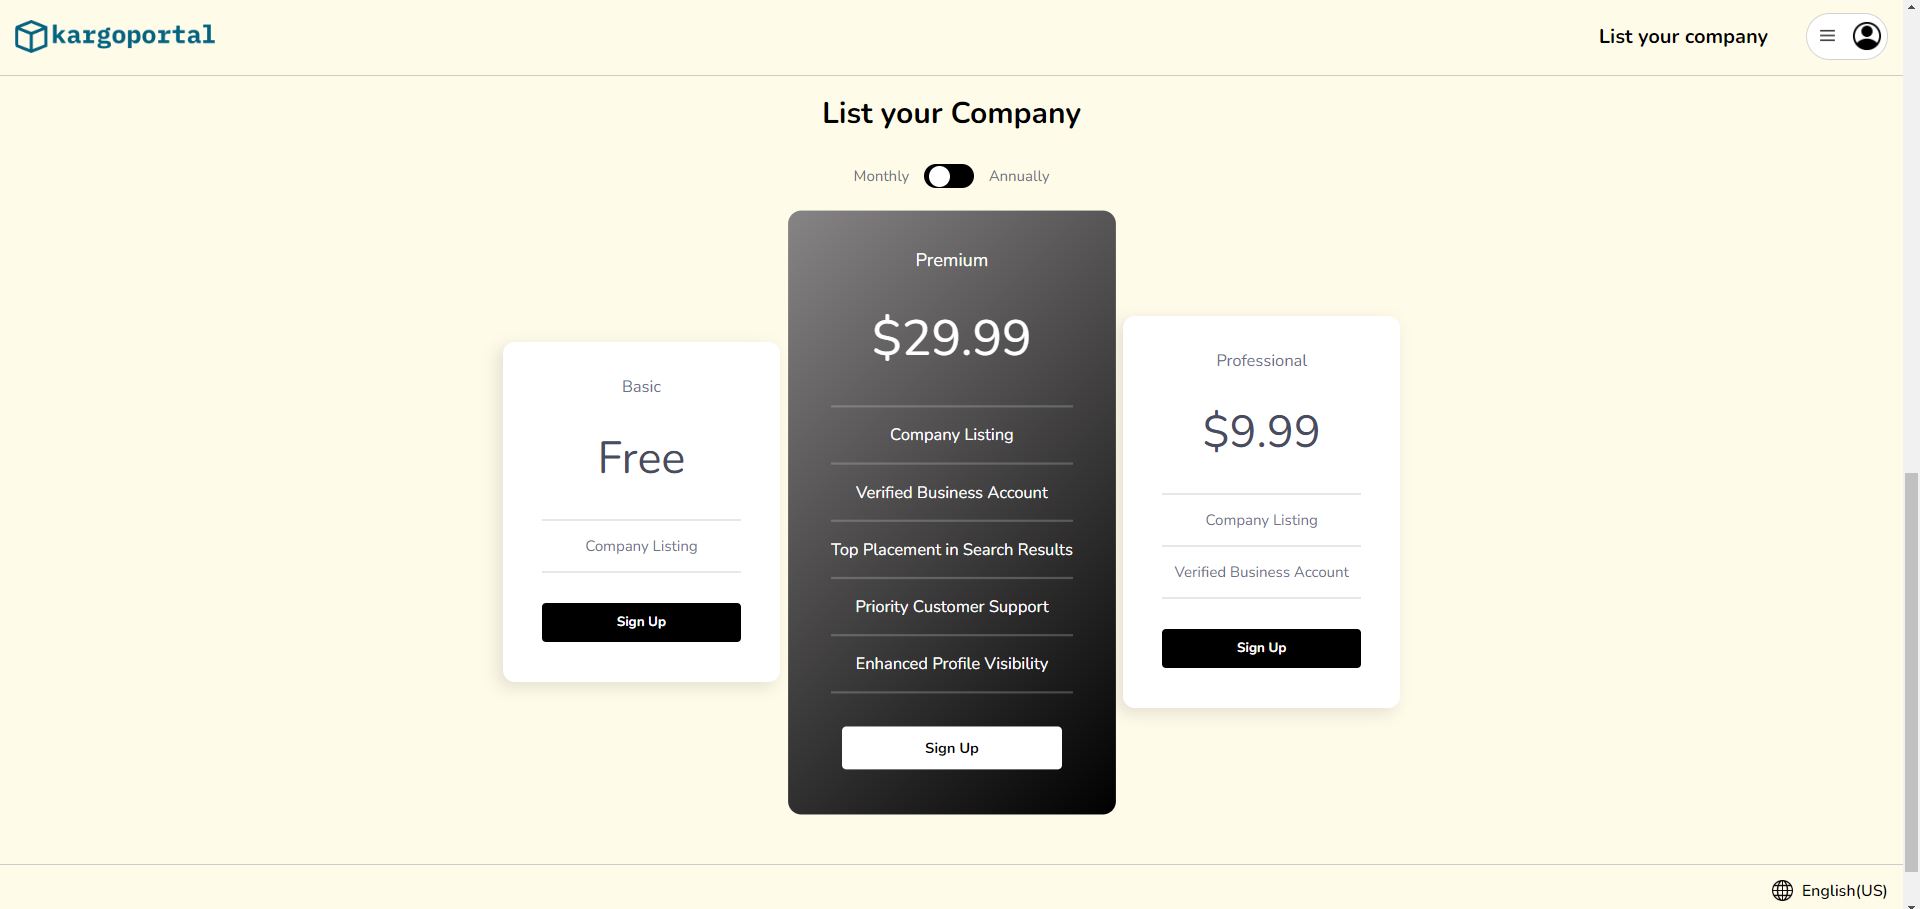 kargoportal
List your company
List your Company
Monthly
Annually
Basic
Free
Company Listing
Sign Up
Premium
$29.99
Company Listing
Verified Business Account
Top Placement in Search Results
Priority Customer Support
Enhanced Profile Visibility
Sign Up
Professional
$9.99
Company Listing
Verified Business Account
Sign Up
English(US)